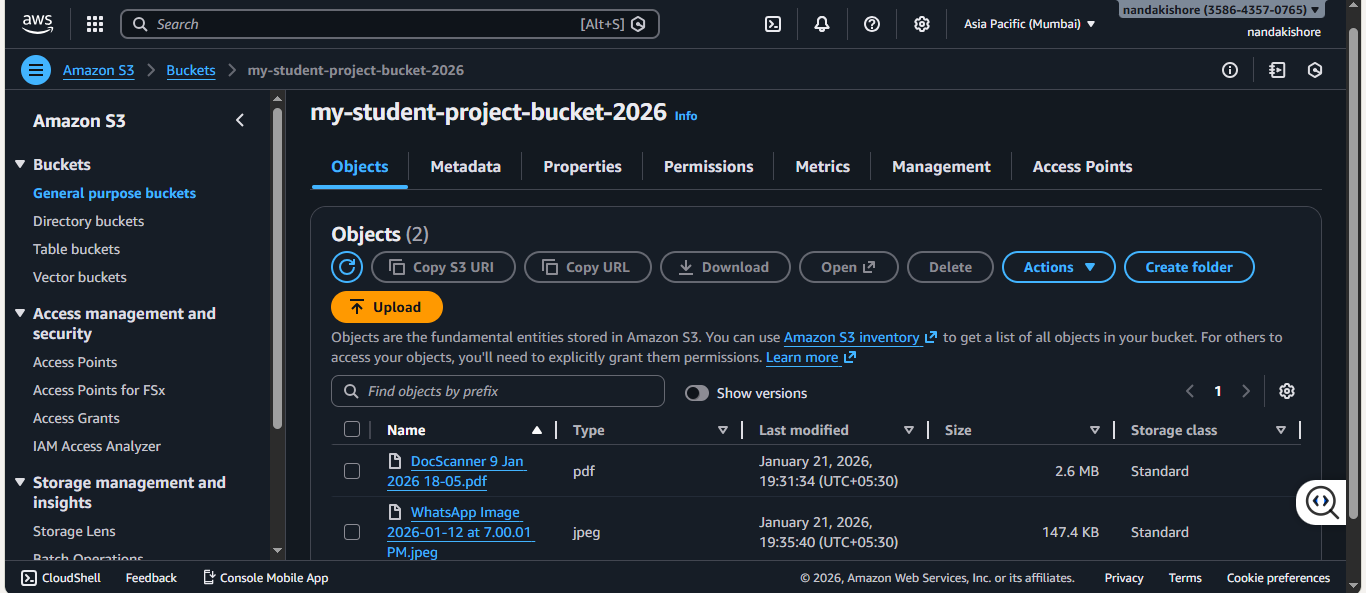 aws
Search [Alt+S]
Asia Pacific (Mumbai)
nandakishore (3586-4357-0765)
nandakishore
Amazon S3 Buckets my-student-project-bucket-2026
Amazon S3
Buckets
General purpose buckets
Directory buckets
Table buckets
Vector buckets
Access management and
security
Access Points
Access Points for FSx
Access Grants
IAM Access Analyzer
Storage management and
insights
Storage Lens
Batch Operations
my-student-project-bucket-2026 Info
Objects Metadata Properties Permissions Metrics Management Access Points
Objects (2)
Copy S3 URI Copy URL Download Open Delete Actions Create folder
Upload
Objects are the fundamental entities stored in Amazon S3. You can use Amazon S3 inventory to get a list of all objects in your bucket. For others to
access your objects, you'll need to explicitly grant them permissions. Learn more
Find objects by prefix Show versions 1
Name Type Last modified Size Storage class
DocScanner 9 Jan
2026 18-05.pdf
pdf
January 21, 2026,
19:31:34 (UTC+05:30)
2.6 MB
Standard
WhatsApp Image
2026-01-12 at 7.00.01
PM.jpeg
jpeg
January 21, 2026,
19:35:40 (UTC+05:30)
147.4 KB
Standard
CloudShell Feedback Console Mobile App © 2026, Amazon Web Services, Inc. or its affiliates. Privacy Terms Cookie preferences